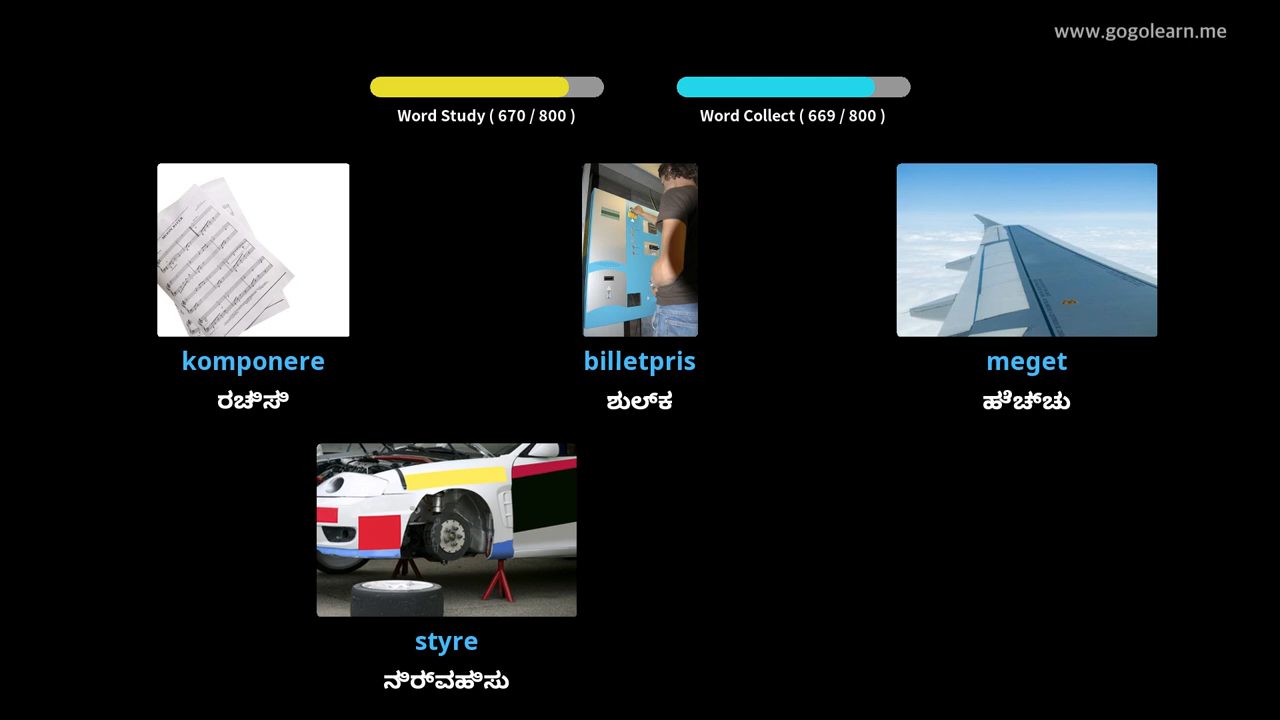 www.gogolearn.me
Word Study ( 670 / 800 )
Word Collect ( 669 / 800 )
komponere
ರಚಿಸಿ
billetpris
ಶುಲ್ಕ
meget
ಹೆಚ್ಚು
styre
ನಿರ್ವಹಿಸು